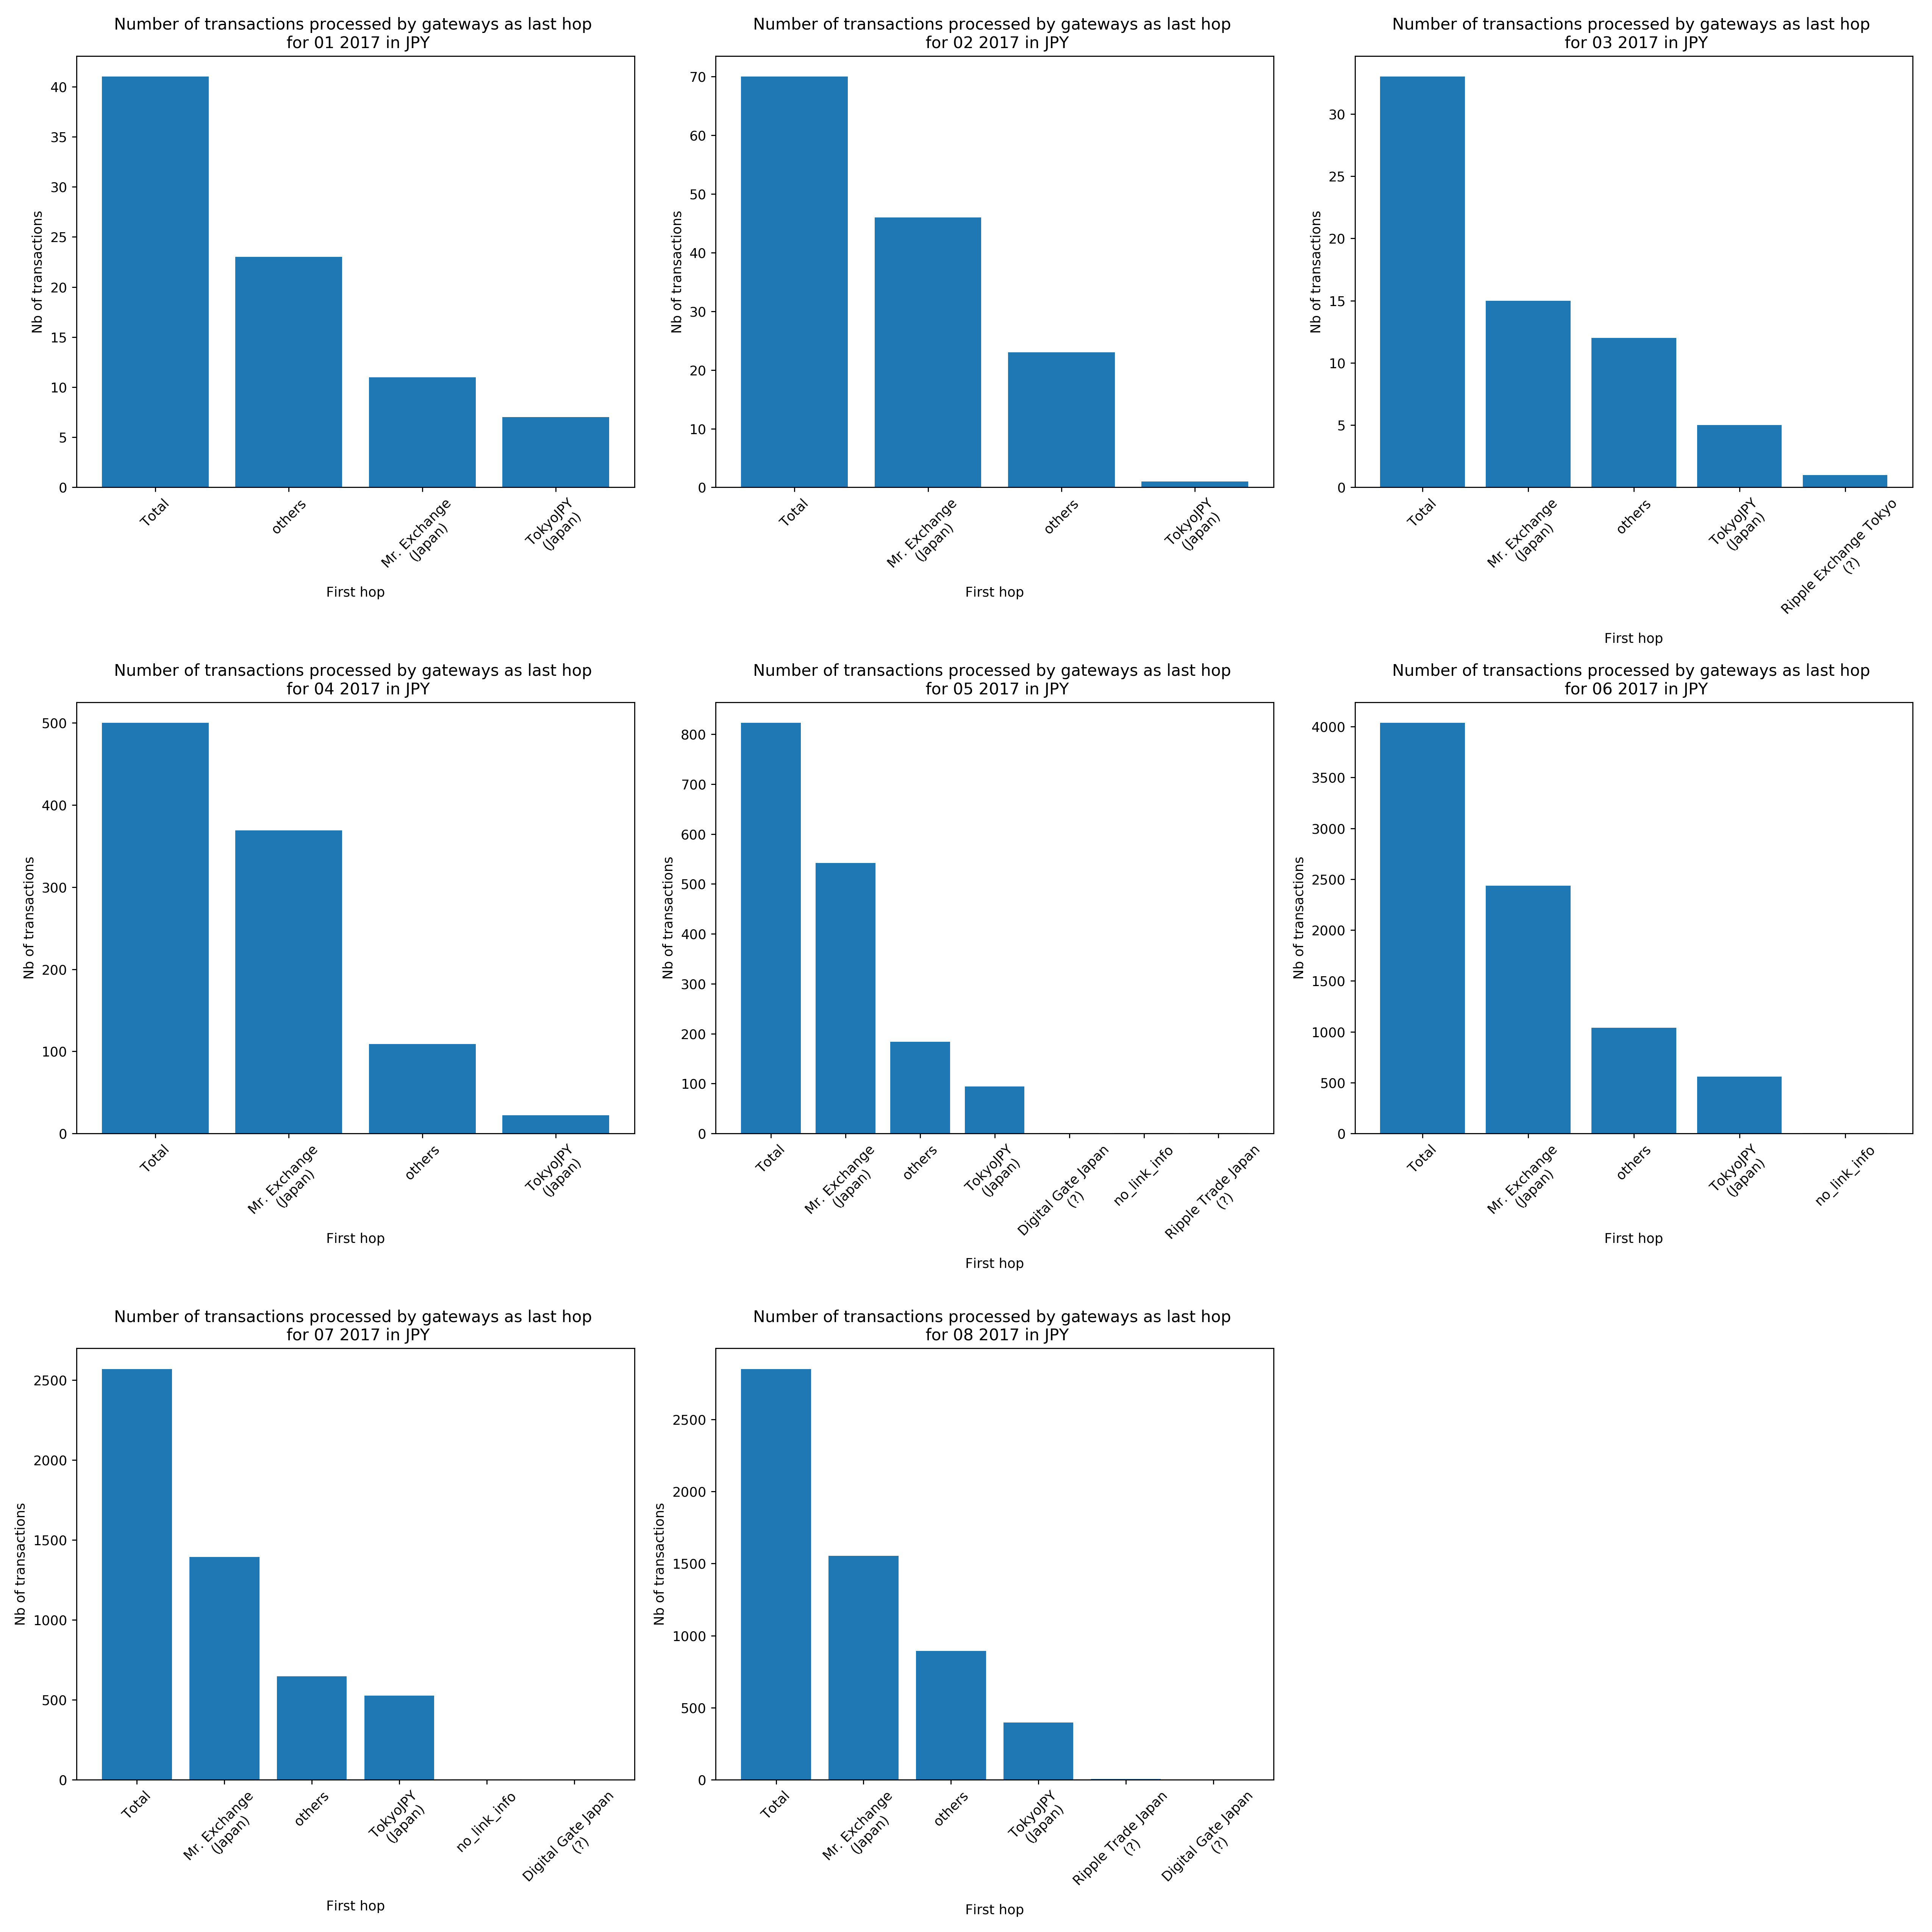 Number of transactions processed by gateways as last hop
for 01 2017 in JPY
Nb of transactions
40
35
30
25
20
15
10
5
0
Total
others
Mr. Exchange
(Japan)
TokyoJPY
(Japan)
First hop
Number of transactions processed by gateways as last hop
for 02 2017 in JPY
Nb of transactions
70
60
50
40
30
20
10
0
Total
Mr. Exchange
(Japan)
others
TokyoJPY
(Japan)
First hop
Number of transactions processed by gateways as last hop
for 03 2017 in JPY
Nb of transactions
30
25
20
15
10
5
0
Total
Mr. Exchange
(Japan)
others
TokyoJPY
(Japan)
Ripple Exchange Tokyo
(?)
First hop
Number of transactions processed by gateways as last hop
for 04 2017 in JPY
Nb of transactions
500
400
300
200
100
0
Total
Mr. Exchange
(Japan)
others
TokyoJPY
(Japan)
First hop
Number of transactions processed by gateways as last hop
for 05 2017 in JPY
Nb of transactions
800
700
600
500
400
300
200
100
0
Total
Mr. Exchange
(Japan)
others
TokyoJPY
(Japan)
Digital Gate Japan
(?)
no_link_info
Ripple Trade Japan
(?)
First hop
Number of transactions processed by gateways as last hop
for 06 2017 in JPY
Nb of transactions
4000
3500
3000
2500
2000
1500
1000
500
0
Total
Mr. Exchange
(Japan)
others
TokyoJPY
(Japan)
no_link_info
First hop
Number of transactions processed by gateways as last hop
for 07 2017 in JPY
Nb of transactions
2500
2000
1500
1000
500
0
Total
Mr. Exchange
(Japan)
others
TokyoJPY
(Japan)
no_link_info
Digital Gate Japan
(?)
First hop
Number of transactions processed by gateways as last hop
for 08 2017 in JPY
Nb of transactions
2500
2000
1500
1000
500
0
Total
Mr. Exchange
(Japan)
others
TokyoJPY
(Japan)
Ripple Trade Japan
(?)
Digital Gate Japan
(?)
First hop